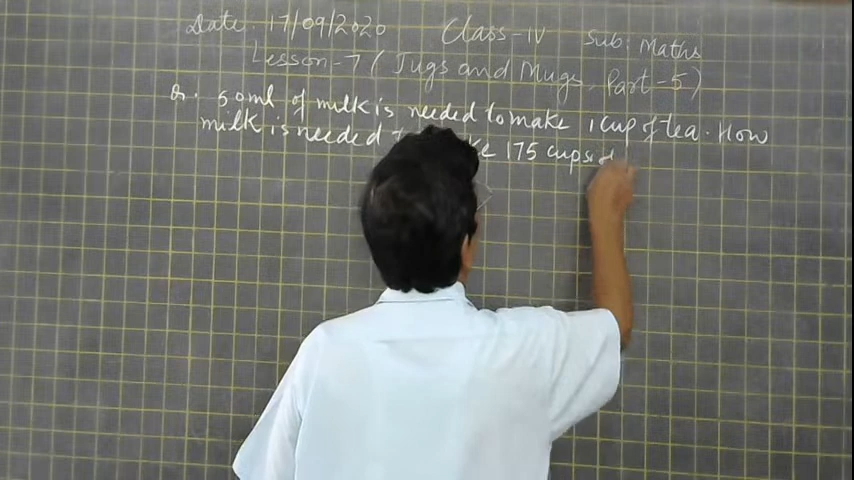 Date: 17/09/2020 Class-IV Sub: Maths
Lesson-7 (Jugs and Mugs, Part-5)
Q. 50ml of milk is needed to make 1 cup of tea. How
milk is needed 175 cups of